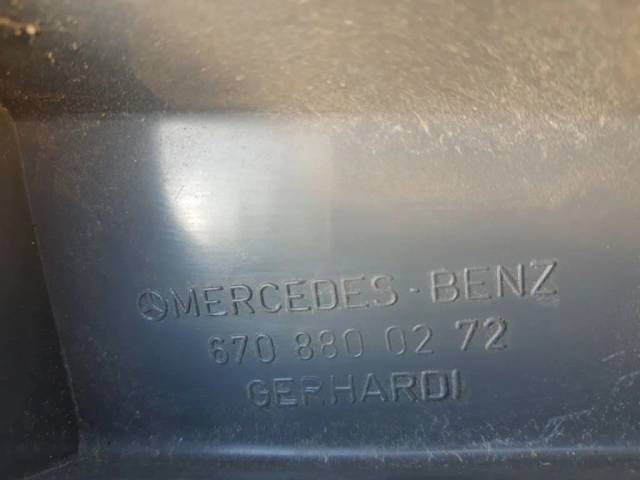 MERCEDES-BENZ
670 880 02 72
GERHARDI